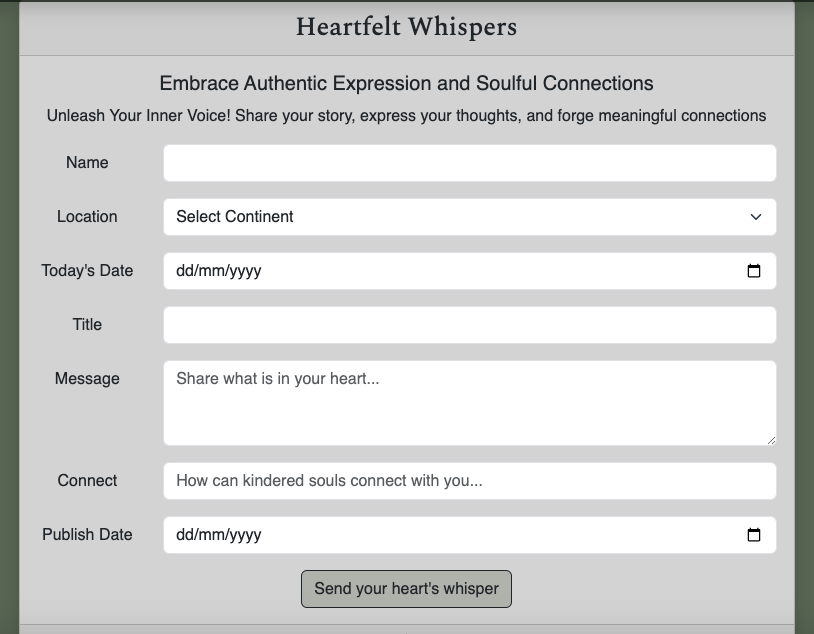 Heartfelt Whispers
Embrace Authentic Expression and Soulful Connections
Unleash Your Inner Voice! Share your story, express your thoughts, and forge meaningful connections
Name
Location Select Continent
Today's Date dd/mm/yyyy
Title
Message Share what is in your heart...
Connect How can kindered souls connect with you...
Publish Date dd/mm/yyyy
Send your heart's whisper